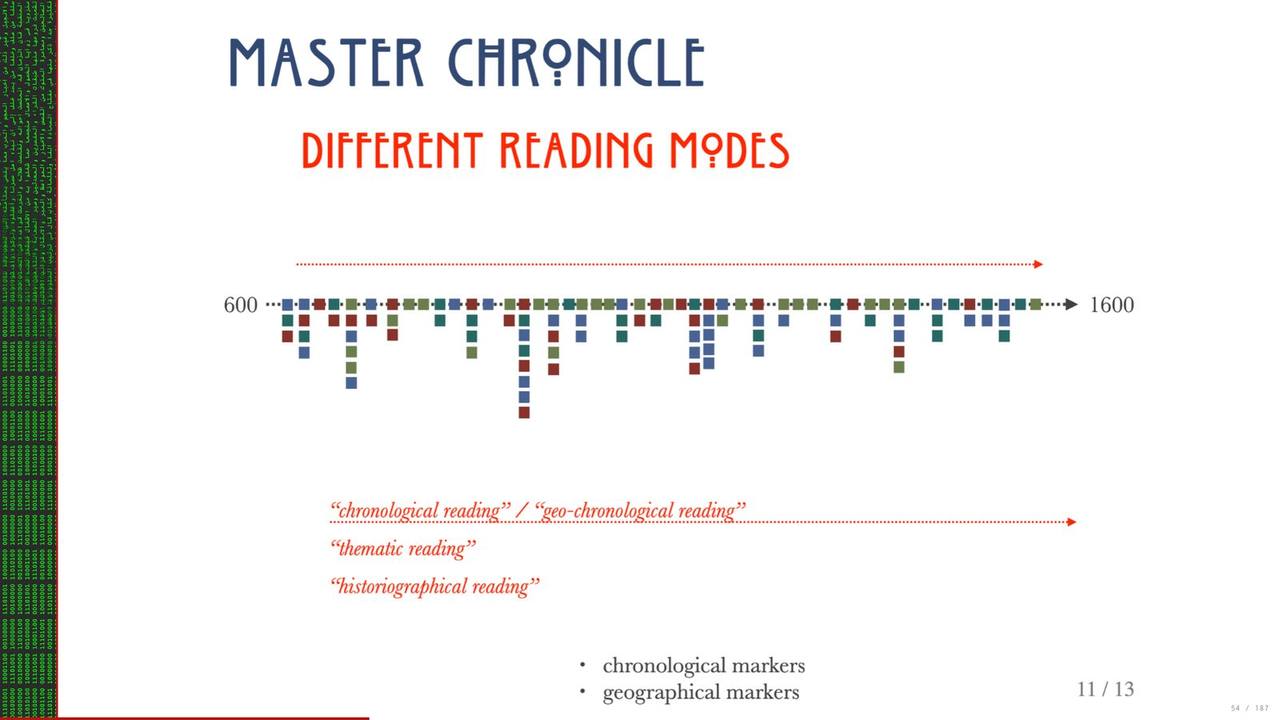 MASTER CHRONICLE
DIFFERENT READING MODES
600
1600
“chronological reading” / “geo-chronological reading”
“thematic reading”
“historiographical reading”
• chronological markers
• geographical markers
11 / 13
54 / 187